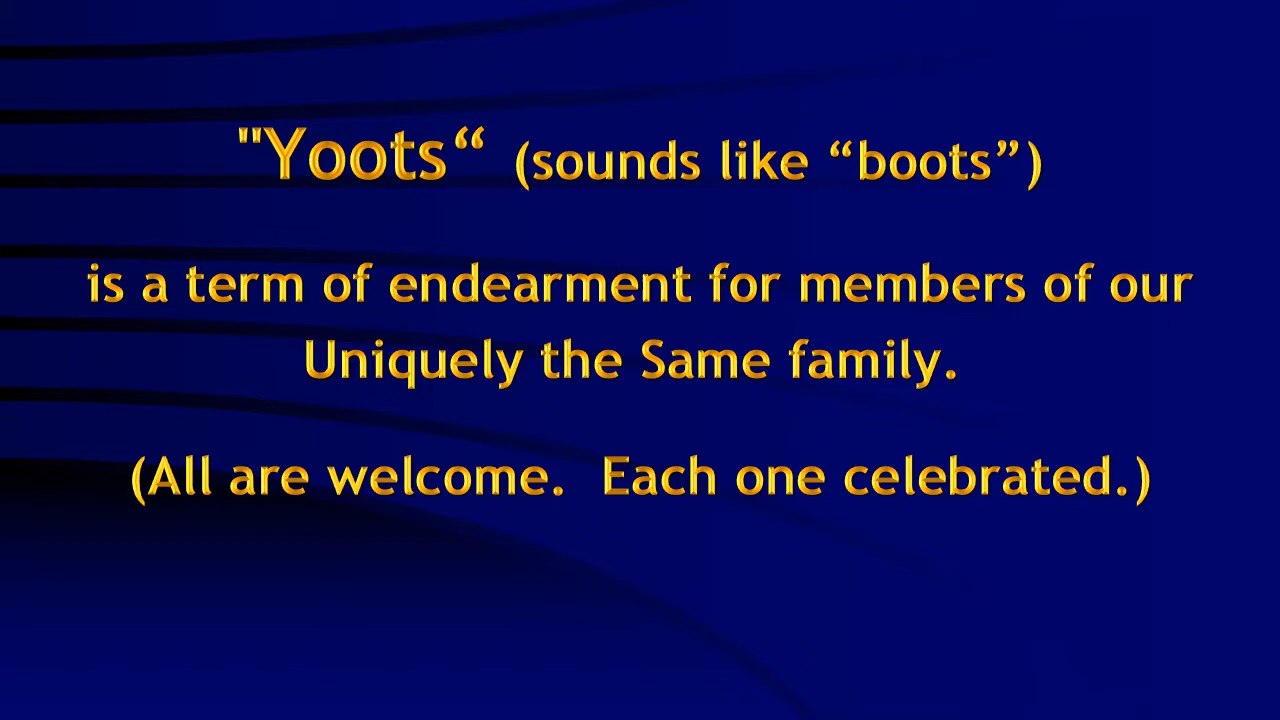 "Yoots“ (sounds like “boots”)
is a term of endearment for members of our
Uniquely the Same family.
(All are welcome.  Each one celebrated.)